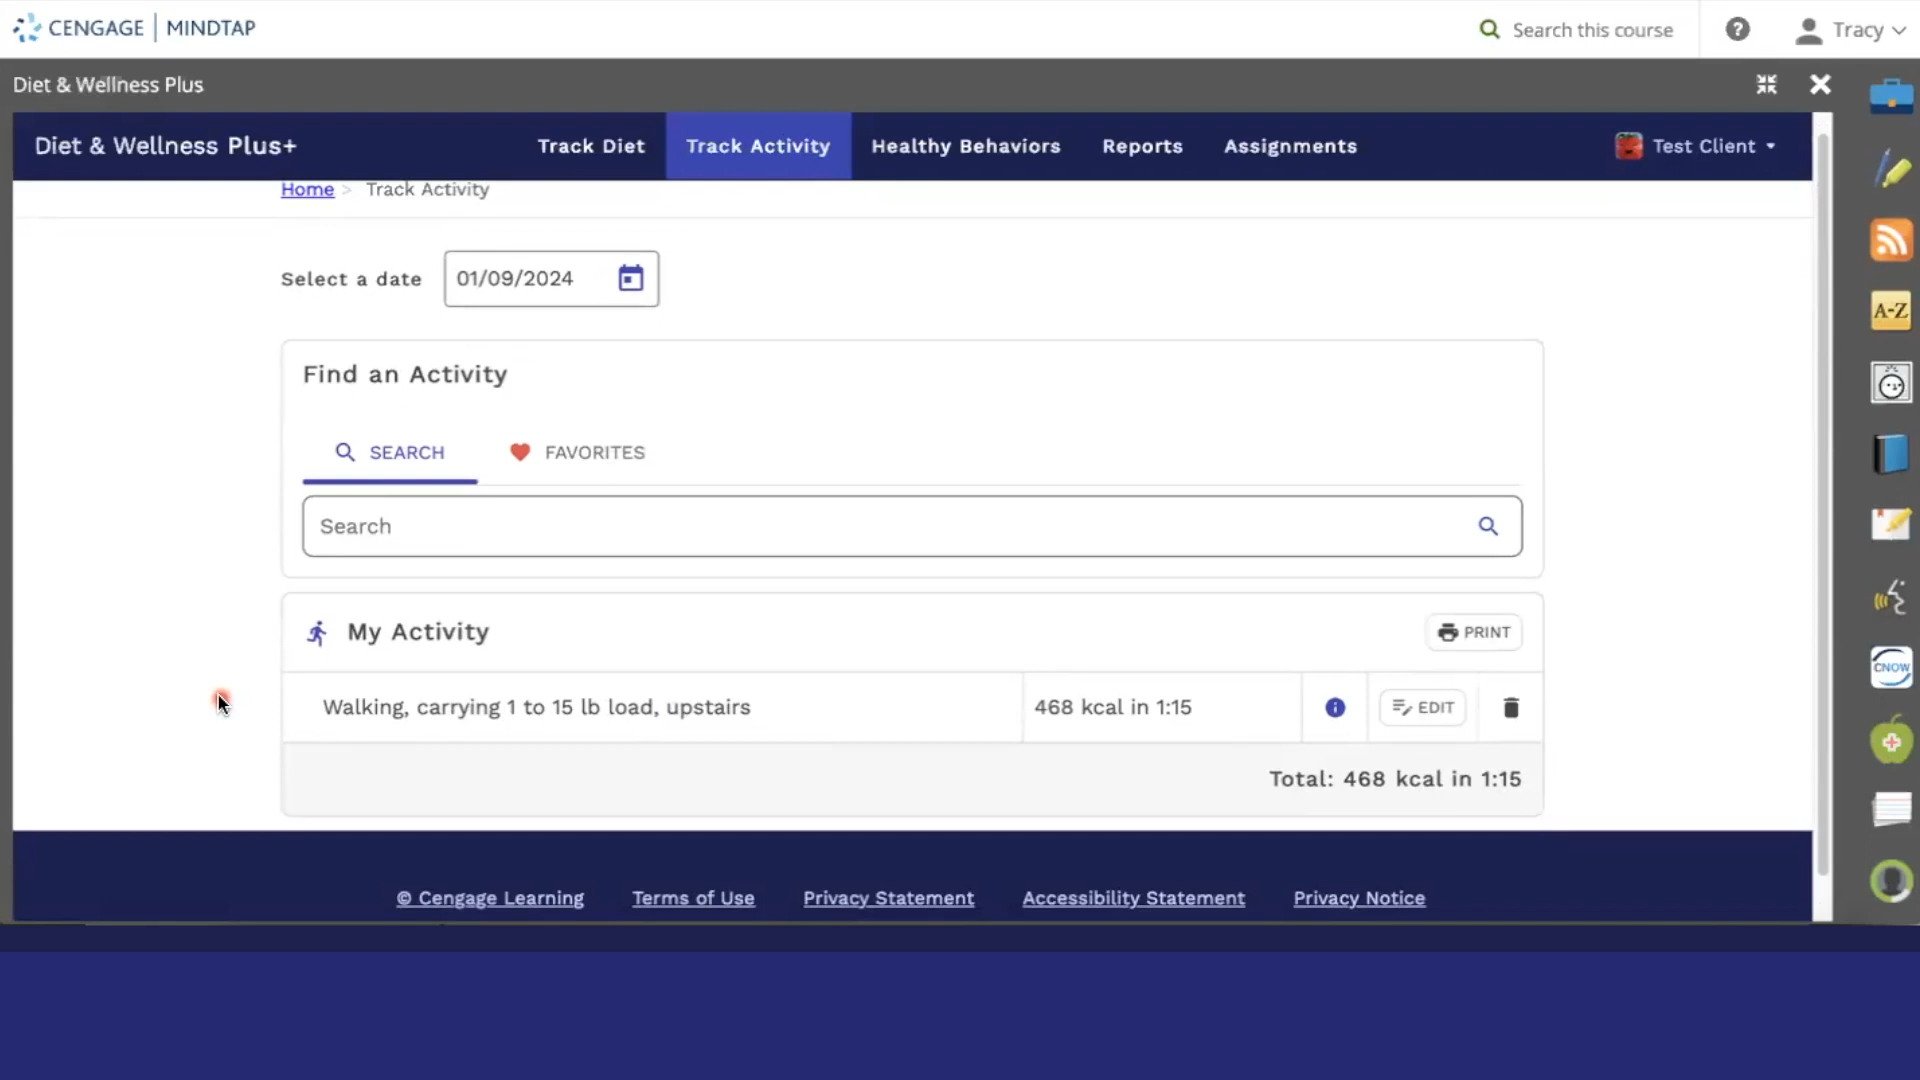 CENGAGE | MINDTAP
Search this course
Tracy
Diet & Wellness Plus
Diet & Wellness Plus+
Track Diet
Track Activity
Healthy Behaviors
Reports
Assignments
Test Client
Home > Track Activity
Select a date
01/09/2024
Find an Activity
SEARCH
FAVORITES
Search
My Activity
PRINT
Walking, carrying 1 to 15 lb load, upstairs
468 kcal in 1:15
EDIT
Total: 468 kcal in 1:15
© Cengage Learning
Terms of Use
Privacy Statement
Accessibility Statement
Privacy Notice
A-Z
CNOW